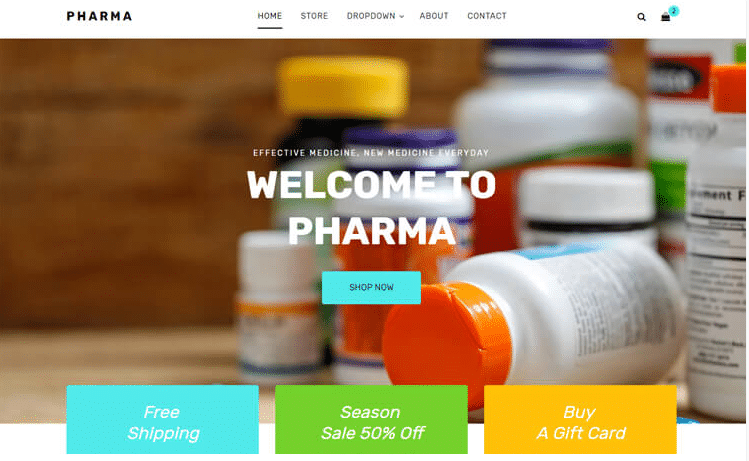 PHARMA
HOME STORE DROPDOWN ABOUT CONTACT
2
EFFECTIVE MEDICINE, NEW MEDICINE EVERYDAY
WELCOME TO
PHARMA
SHOP NOW
Free
Shipping
Season
Sale 50% Off
Buy
A Gift Card